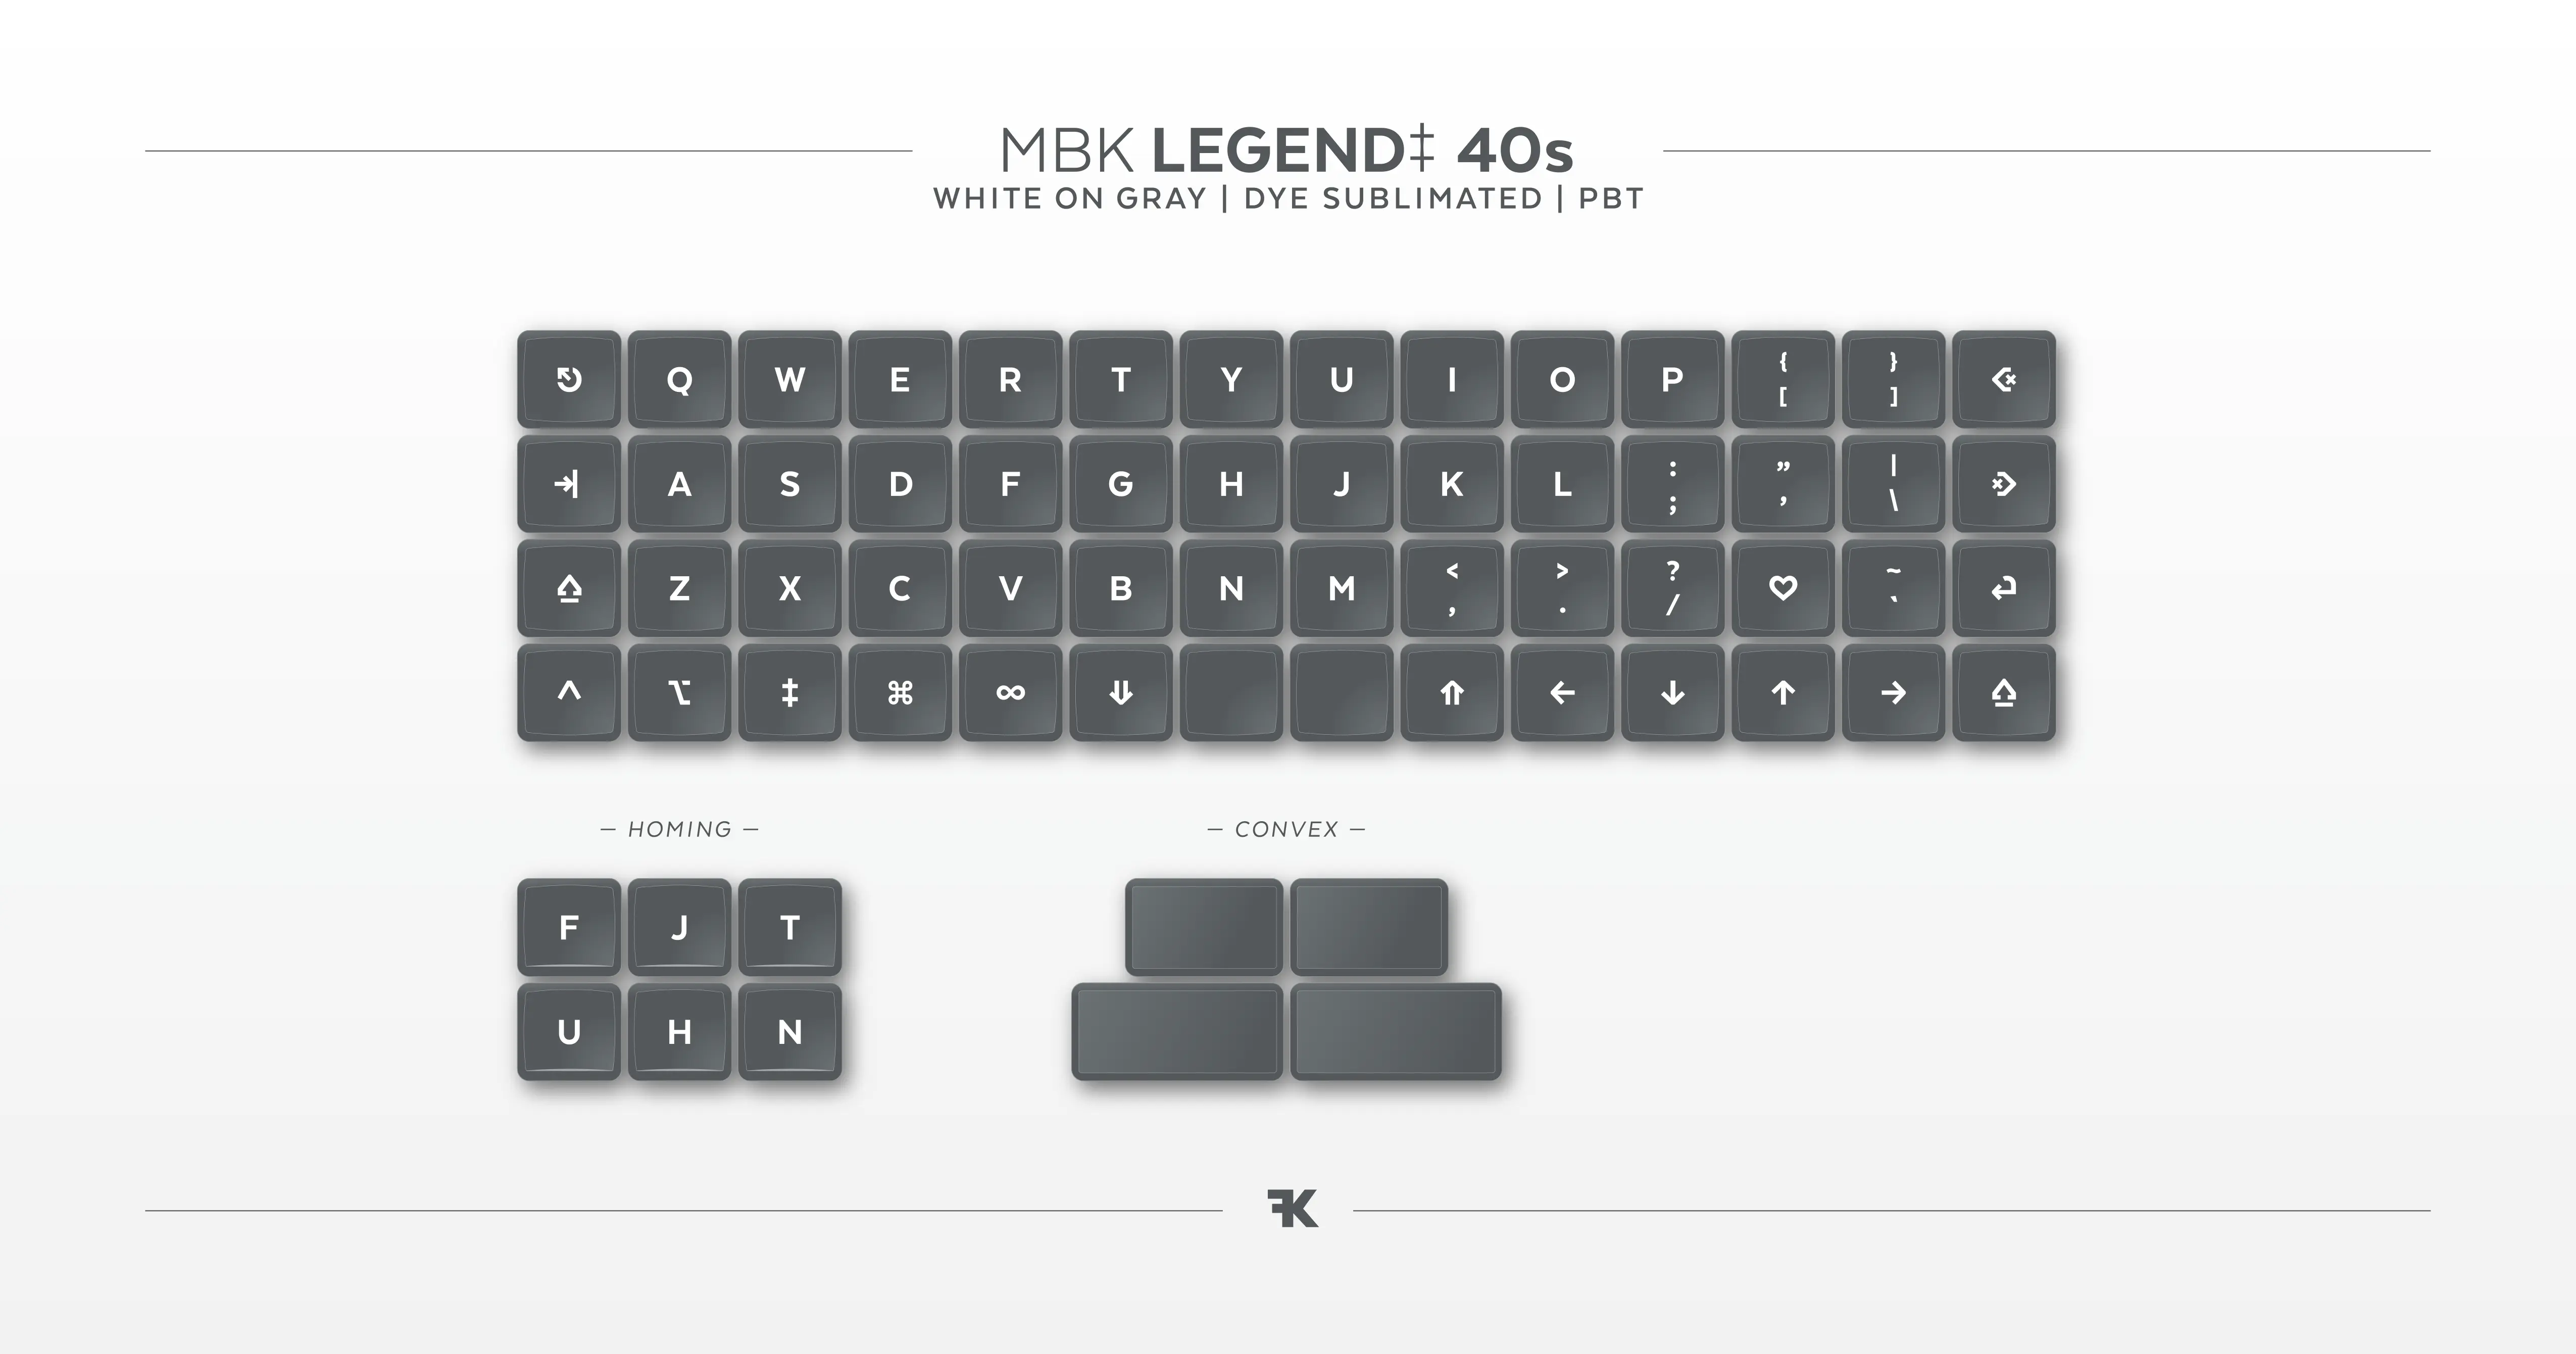 MBK LEGEND‡ 40s
WHITE ON GRAY | DYE SUBLIMATED | PBT
Q W E R T Y U I O P { [ } ]
A S D F G H J K L : ; ” ’ | \
Z X C V B N M < , > . ? / ♡ ~ `
^ ⌥ ‡ ⌘ ∞ ⇓ ⇑ ← ↓ ↑ →
— HOMING — — CONVEX —
F J T
U H N
FK